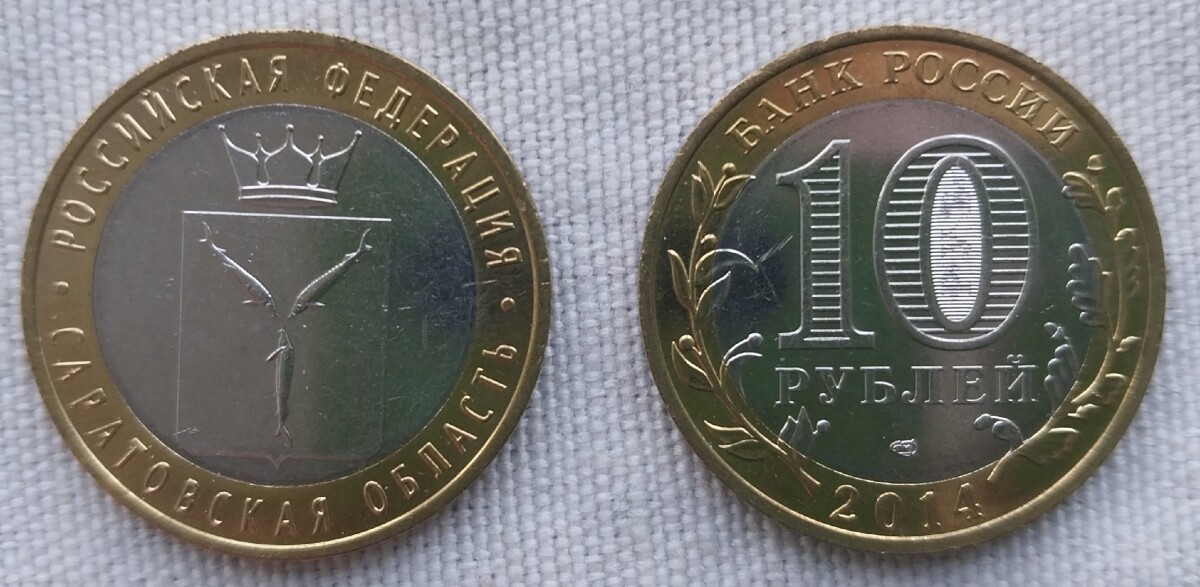 РОССИЙСКАЯ ФЕДЕРАЦИЯ
• САРАТОВСКАЯ ОБЛАСТЬ •
БАНК РОССИИ
10
РУБЛЕЙ
2014